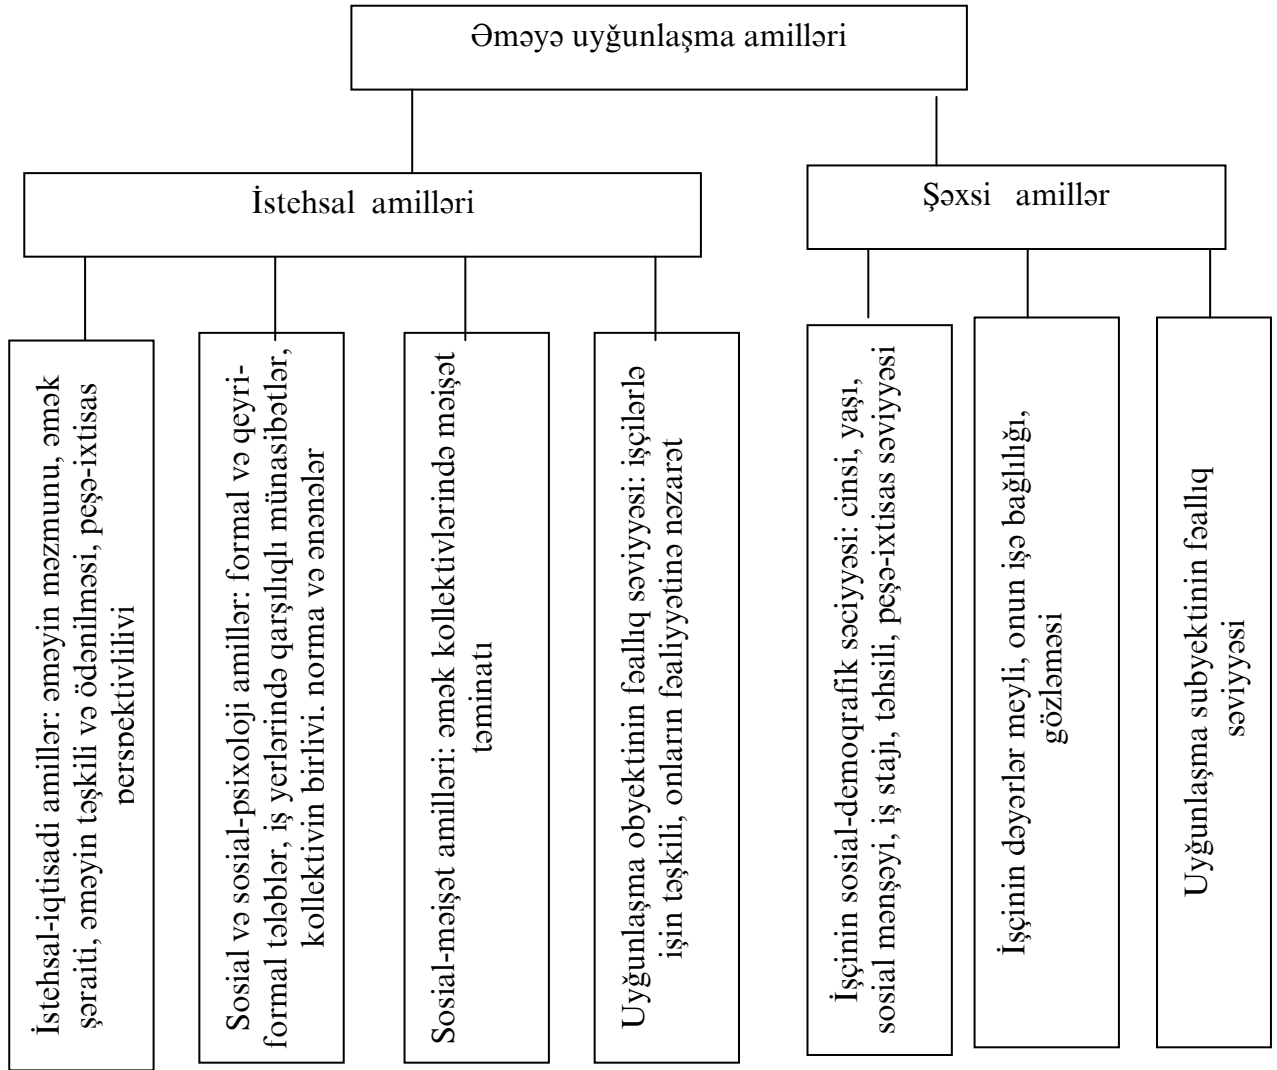 Əməyə uyğunlaşma amilləri
İstehsal amilləri
Şəxsi amillər
İstehsal-iqtisadi amillər: əməyin məzmunu, əmək
şəraiti, əməyin təşkili və ödənilməsi, peşə-ixtisas
perspektivlilivi
Sosial və sosial-psixoloji amillər: formal və qeyri-
formal tələblər, iş yerlərində qarşılıqlı münasibətlər,
kollektivin birlivi. norma və ənənələr
Sosial-məişət amilləri: əmək kollektivlərində məişət
təminatı
Uyğunlaşma obyektinin fəallıq səviyyəsi: işçilərlə
işin təşkili, onların fəaliyyətinə nəzarət
İşçinin sosial-demoqrafik səciyyəsi: cinsi, yaşı,
sosial mənşəyi, iş stajı, təhsili, peşə-ixtisas səviyyəsi
İşçinin dəyərlər meyli, onun işə bağlılığı,
gözləməsi
Uyğunlaşma subyektinin fəallıq
səviyyəsi